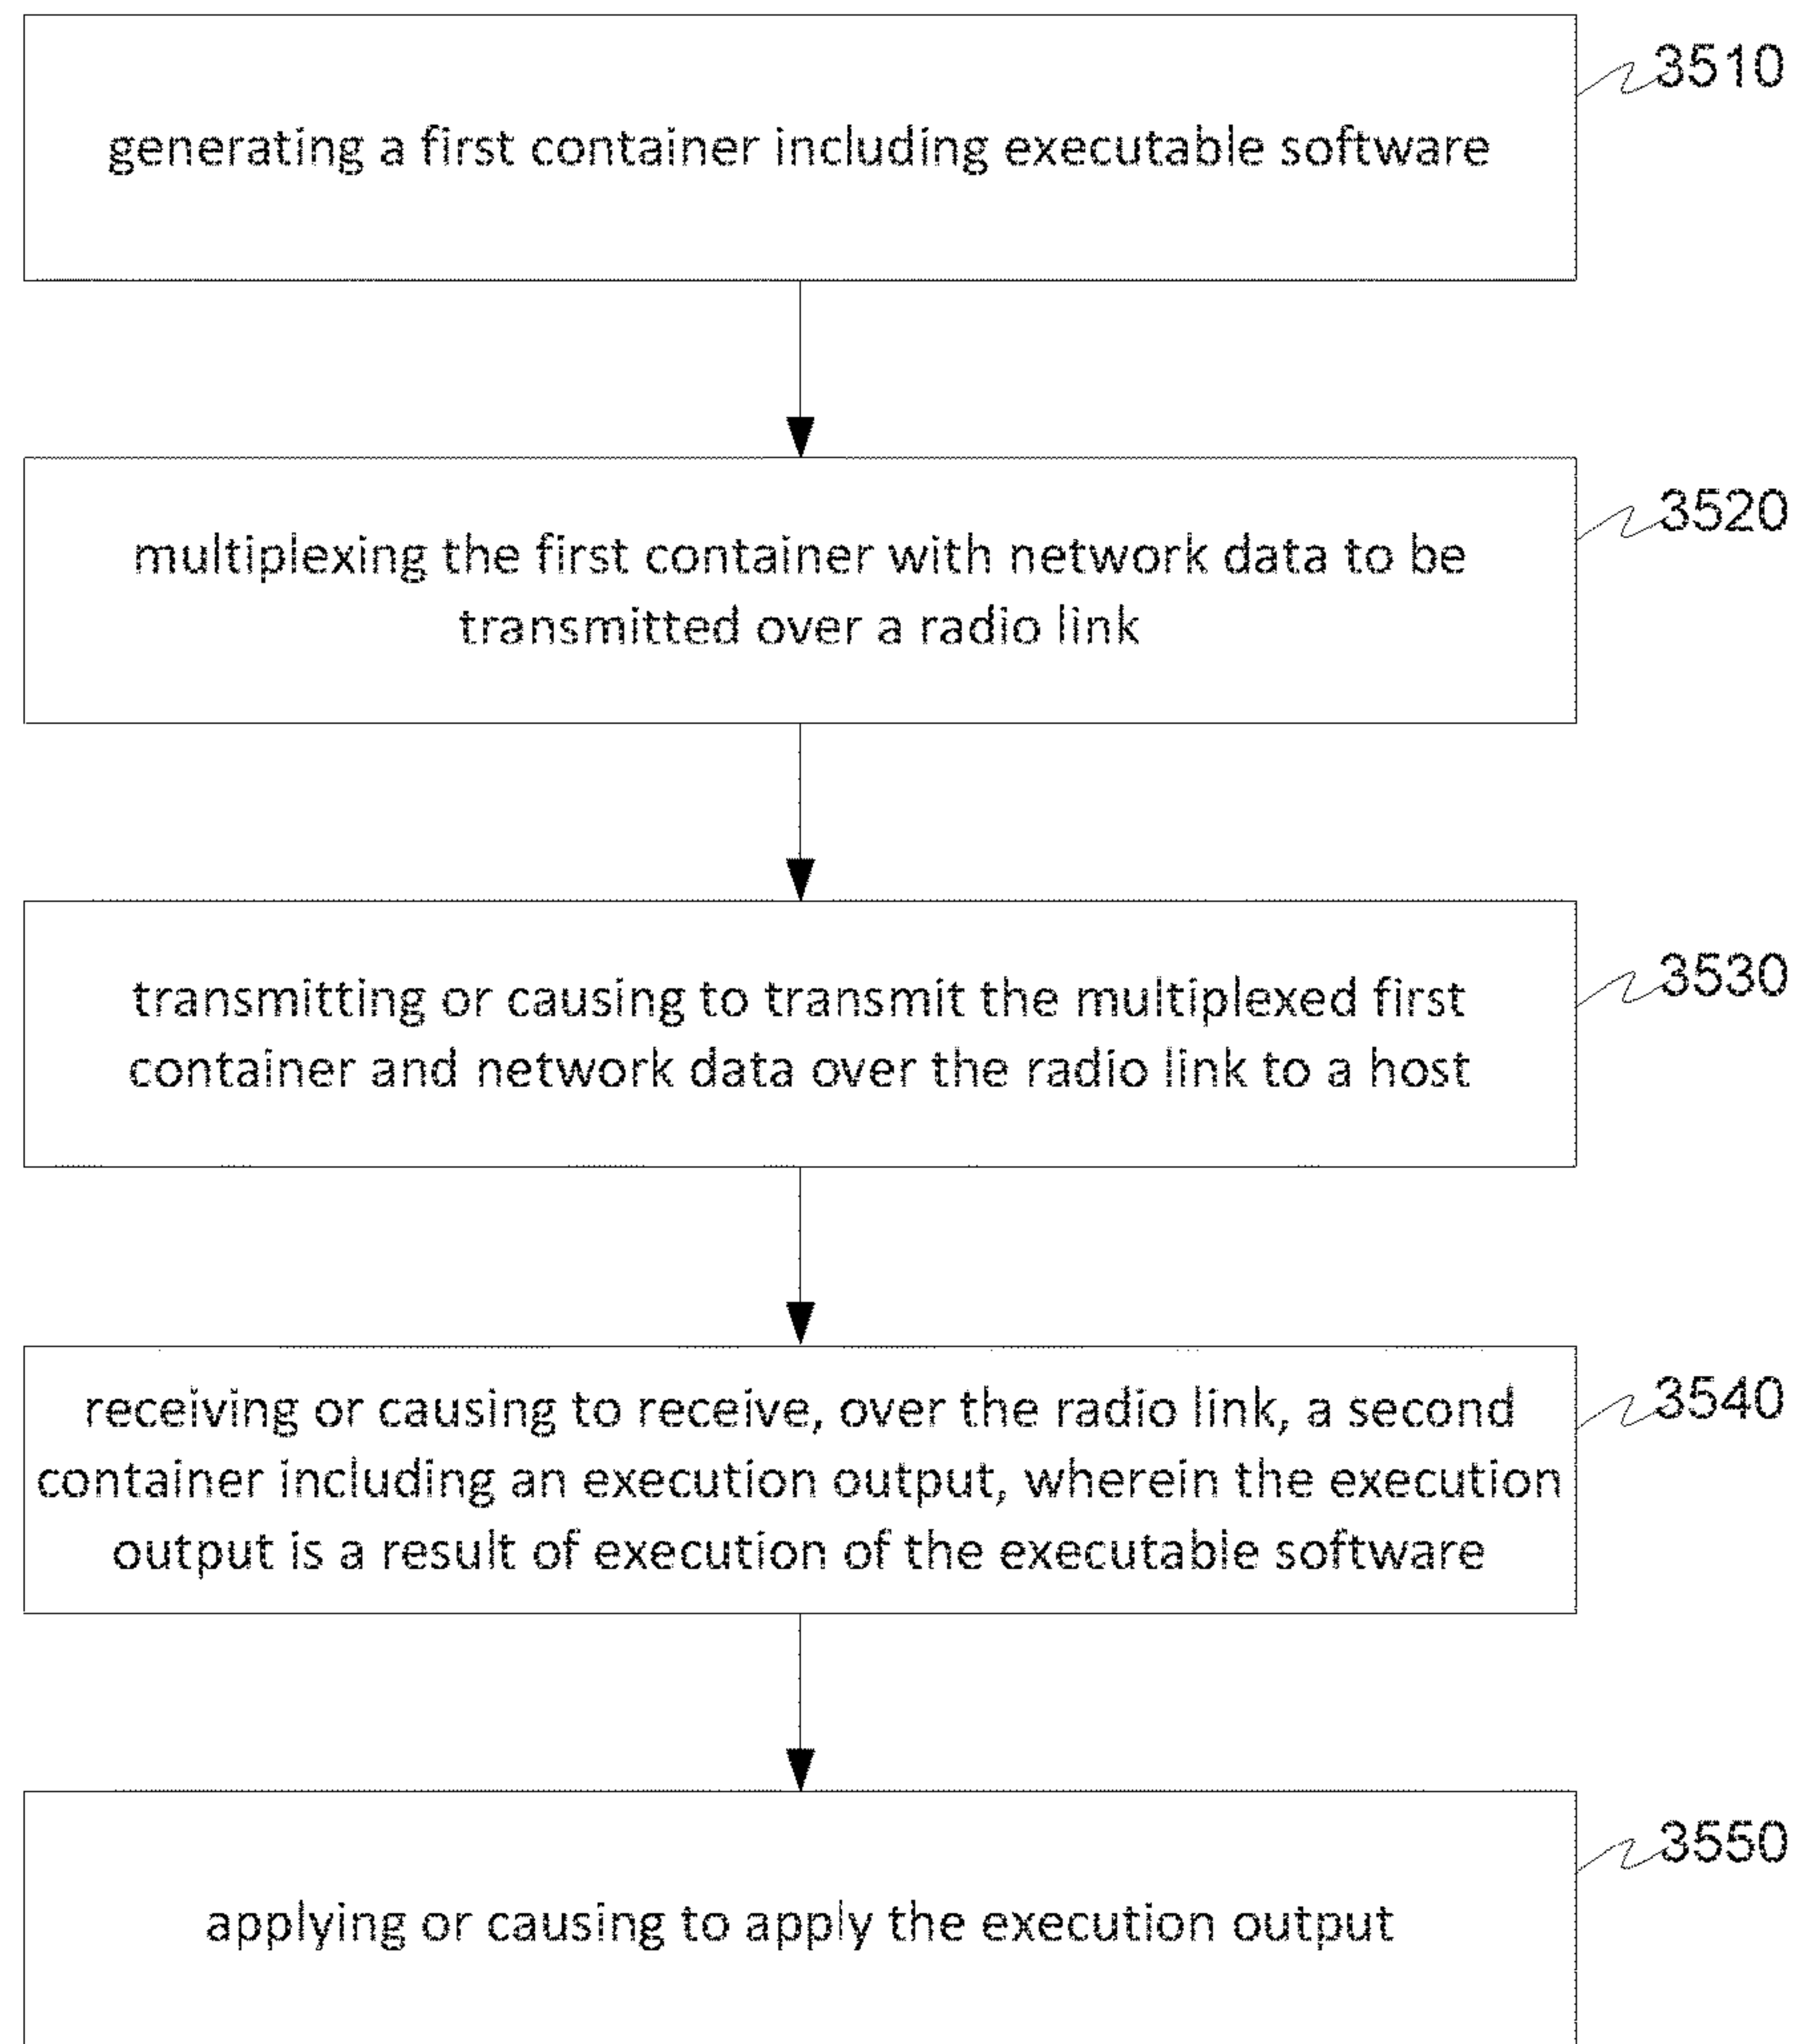 3510
generating a first container including executable software
3520
multiplexing the first container with network data to be
transmitted over a radio link
3530
transmitting or causing to transmit the multiplexed first
container and network data over the radio link to a host
3540
receiving or causing to receive, over the radio link, a second
container including an execution output, wherein the execution
output is a result of execution of the executable software
3550
applying or causing to apply the execution output